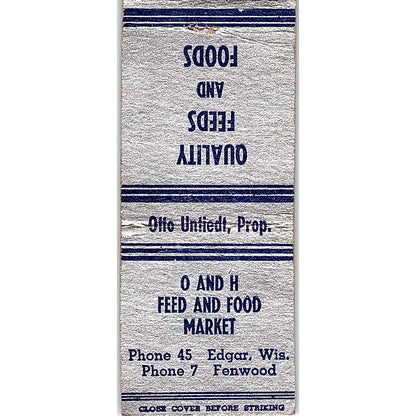 QUALITY
FEEDS
AND
FOODS
Otto Untiedt, Prop.
O AND H
FEED AND FOOD
MARKET
Phone 45 Edgar, Wis.
Phone 7 Fenwood
CLOSE COVER BEFORE STRIKING